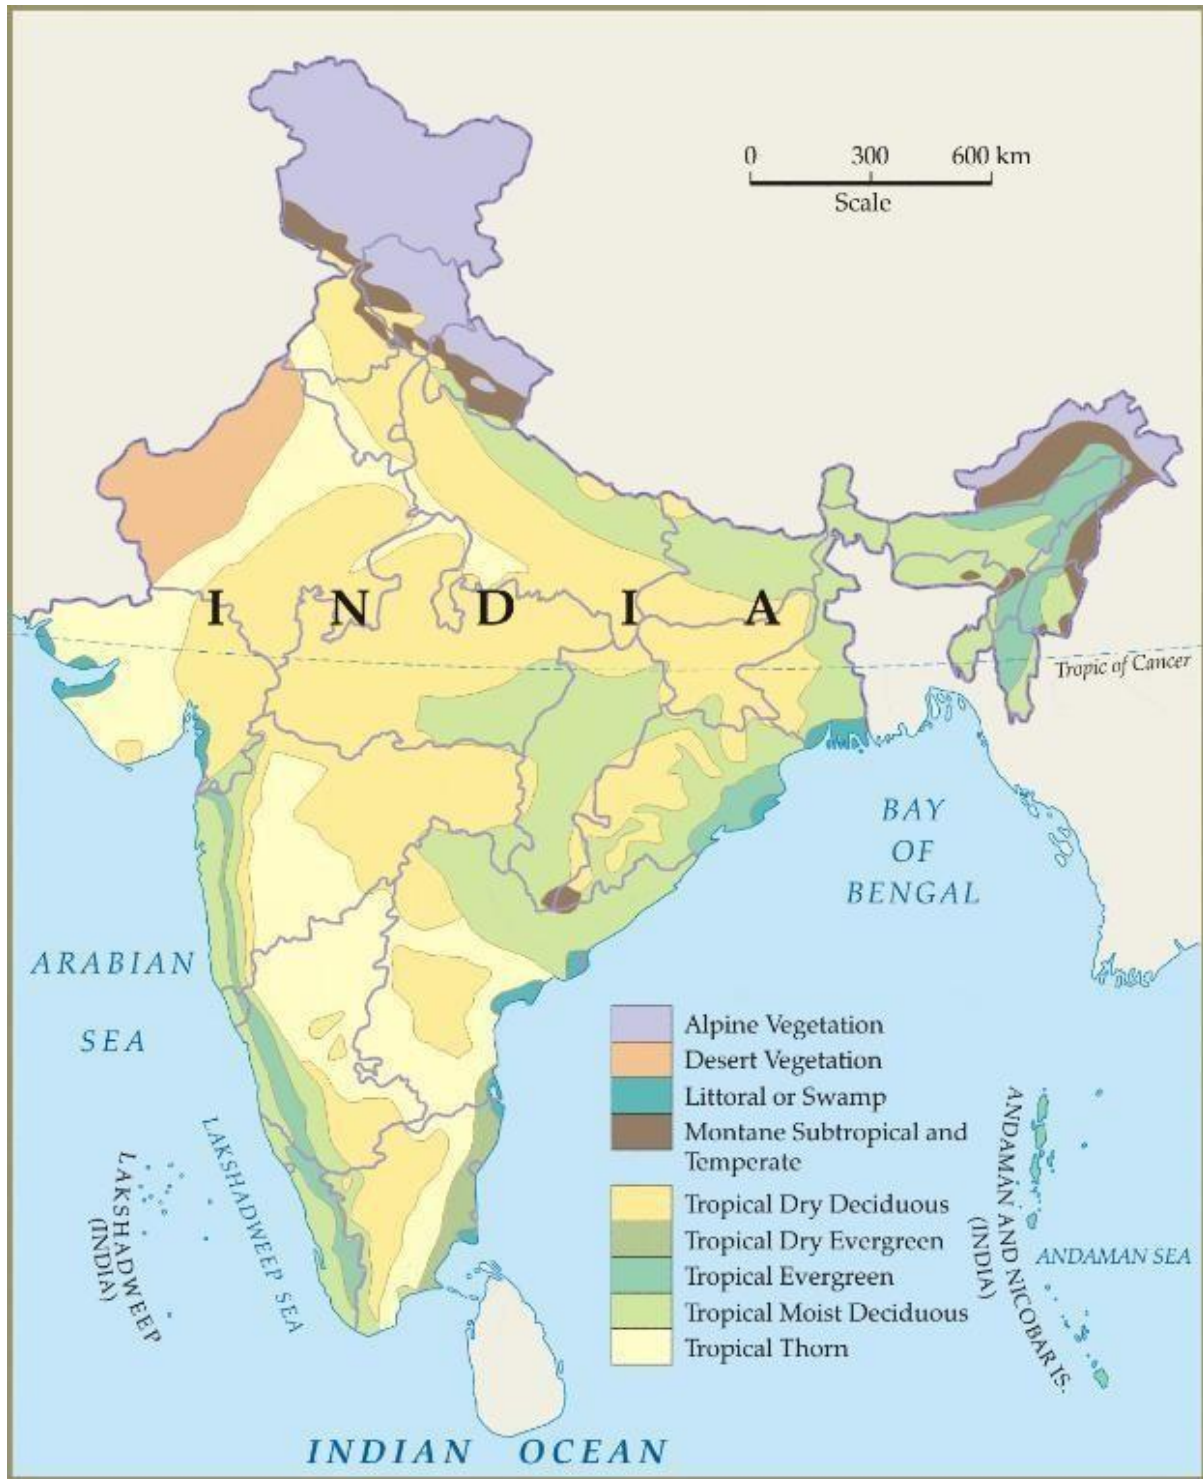 0 300 600 km
Scale
I N D I A
Tropic of Cancer
BAY
OF
BENGAL
ARABIAN
SEA
LAKSHADWEEP SEA
LAKSHADWEEP
(INDIA)
Alpine Vegetation
Desert Vegetation
Littoral or Swamp
Montane Subtropical and
Temperate
Tropical Dry Deciduous
Tropical Dry Evergreen
Tropical Evergreen
Tropical Moist Deciduous
Tropical Thorn
ANDAMAN AND NICOBAR IS.
(INDIA)
ANDAMAN SEA
INDIAN OCEAN